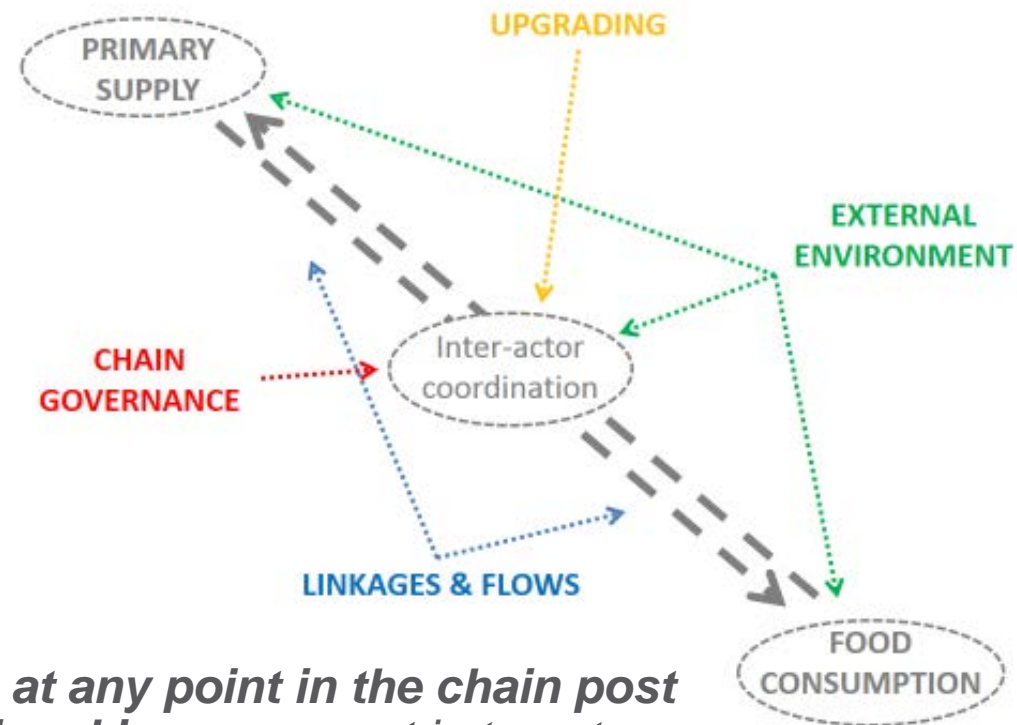 UPGRADING
PRIMARY
SUPPLY
EXTERNAL
ENVIRONMENT
Inter-actor
coordination
CHAIN
GOVERNANCE
LINKAGES & FLOWS
FOOD
CONSUMPTION
at any point in the chain post